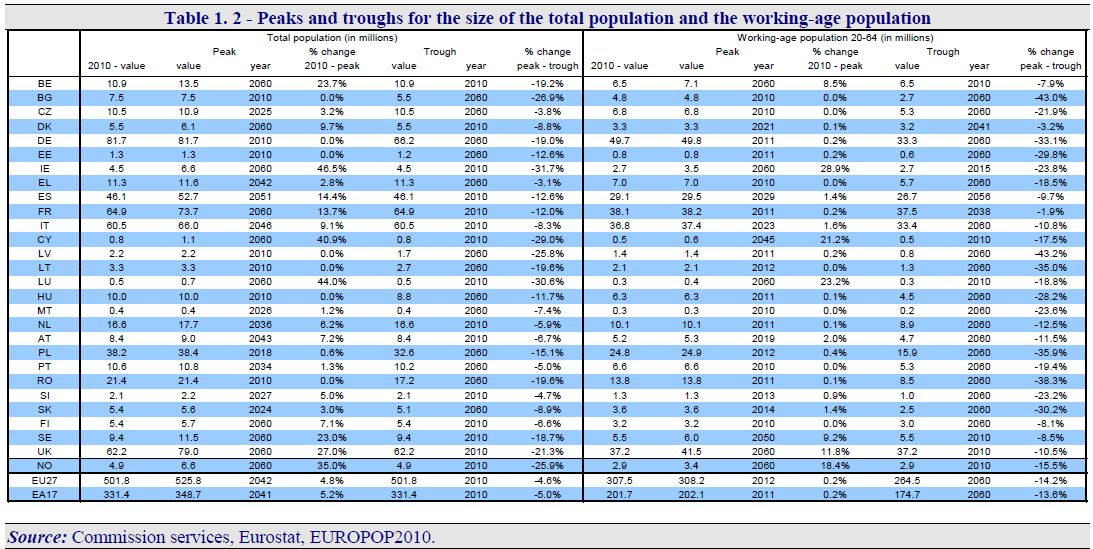 Table 1. 2 - Peaks and troughs for the size of the total population and the working-age population
Total population (in millions) Working-age population 20-64 (in millions)
Peak % change Trough % change Peak % change Trough % change
2010 - value value year 2010 - peak value year peak - trough 2010 - value value year 2010 - peak value year peak - trough
BE 10.9 13.5 2060 23.7% 10.9 2010 -19.2% 6.5 7.1 2060 8.5% 6.5 2010 -7.9%
BG 7.5 7.5 2010 0.0% 5.5 2060 -26.9% 4.8 4.8 2010 0.0% 2.7 2060 -43.0%
CZ 10.5 10.9 2025 3.2% 10.5 2060 -3.8% 6.8 6.8 2010 0.0% 5.3 2060 -21.9%
DK 5.5 6.1 2060 9.7% 5.5 2010 -8.8% 3.3 3.3 2021 0.1% 3.2 2041 -3.2%
DE 81.7 81.7 2010 0.0% 66.2 2060 -19.0% 49.7 49.8 2011 0.2% 33.3 2060 -33.1%
EE 1.3 1.3 2010 0.0% 1.2 2060 -12.6% 0.8 0.8 2011 0.2% 0.6 2060 -29.8%
IE 4.5 6.6 2060 46.5% 4.5 2010 -31.7% 2.7 3.5 2060 28.9% 2.7 2015 -23.8%
EL 11.3 11.6 2042 2.8% 11.3 2060 -3.1% 7.0 7.0 2010 0.0% 5.7 2060 -18.5%
ES 46.1 52.7 2051 14.4% 46.1 2010 -12.6% 29.1 29.5 2029 1.4% 26.7 2056 -9.7%
FR 64.9 73.7 2060 13.7% 64.9 2010 -12.0% 38.1 38.2 2011 0.2% 37.5 2038 -1.9%
IT 60.5 66.0 2046 9.1% 60.5 2010 -8.3% 36.8 37.4 2023 1.6% 33.4 2060 -10.8%
CY 0.8 1.1 2060 40.9% 0.8 2010 -29.0% 0.5 0.6 2045 21.2% 0.5 2010 -17.5%
LV 2.2 2.2 2010 0.0% 1.7 2060 -25.8% 1.4 1.4 2011 0.2% 0.8 2060 -43.2%
LT 3.3 3.3 2010 0.0% 2.7 2060 -19.6% 2.1 2.1 2012 0.0% 1.3 2060 -35.0%
LU 0.5 0.7 2060 44.0% 0.5 2010 -30.6% 0.3 0.4 2060 23.2% 0.3 2010 -18.8%
HU 10.0 10.0 2010 0.0% 8.8 2060 -11.7% 6.3 6.3 2011 0.1% 4.5 2060 -28.2%
MT 0.4 0.4 2026 1.2% 0.4 2060 -7.4% 0.3 0.3 2010 0.0% 0.2 2060 -23.6%
NL 16.6 17.7 2036 6.2% 16.6 2010 -5.9% 10.1 10.1 2011 0.1% 8.9 2060 -12.5%
AT 8.4 9.0 2043 7.2% 8.4 2010 -6.7% 5.2 5.3 2019 2.0% 4.7 2060 -11.5%
PL 38.2 38.4 2018 0.6% 32.6 2060 -15.1% 24.8 24.9 2012 0.4% 15.9 2060 -35.9%
PT 10.6 10.8 2034 1.3% 10.2 2060 -5.0% 6.6 6.6 2010 0.0% 5.3 2060 -19.4%
RO 21.4 21.4 2010 0.0% 17.2 2060 -19.6% 13.8 13.8 2011 0.1% 8.5 2060 -38.3%
SI 2.1 2.2 2027 5.0% 2.1 2010 -4.7% 1.3 1.3 2013 0.9% 1.0 2060 -23.2%
SK 5.4 5.6 2024 3.0% 5.1 2060 -8.9% 3.6 3.6 2014 1.4% 2.5 2060 -30.2%
FI 5.4 5.7 2060 7.1% 5.4 2010 -6.6% 3.2 3.2 2010 0.0% 3.0 2060 -8.1%
SE 9.4 11.5 2060 23.0% 9.4 2010 -18.7% 5.5 6.0 2050 9.2% 5.5 2010 -8.5%
UK 62.2 79.0 2060 27.0% 62.2 2010 -21.3% 37.2 41.5 2060 11.8% 37.2 2010 -10.5%
NO 4.9 6.6 2060 35.0% 4.9 2010 -25.9% 2.9 3.4 2060 18.4% 2.9 2010 -15.5%
EU27 501.8 525.8 2042 4.8% 501.8 2010 -4.6% 307.5 308.2 2012 0.2% 264.5 2060 -14.2%
EA17 331.4 348.7 2041 5.2% 331.4 2010 -5.0% 201.7 202.1 2011 0.2% 174.7 2060 -13.6%
Source: Commission services, Eurostat, EUROPOP2010.